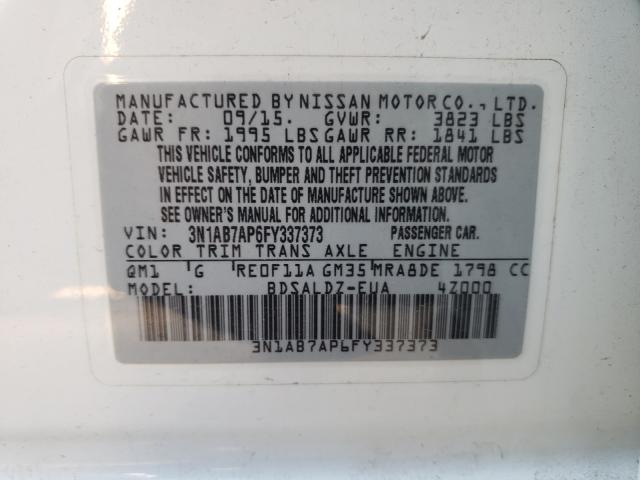 MANUFACTURED BY NISSAN MOTOR CO., LTD.
DATE: 09/15. GVWR: 3823 LBS
GAWR FR: 1995 LBS GAWR RR: 1841 LBS
THIS VEHICLE CONFORMS TO ALL APPLICABLE FEDERAL MOTOR
VEHICLE SAFETY, BUMPER AND THEFT PREVENTION STANDARDS
IN EFFECT ON THE DATE OF MANUFACTURE SHOWN ABOVE.
SEE OWNER'S MANUAL FOR ADDITIONAL INFORMATION.
VIN: 3N1AB7AP6FY337373 PASSENGER CAR.
COLOR TRIM TRANS AXLE ENGINE
QM1 G RE0F11A GM35 MRA8DE 1798 CC
MODEL: BDSALDZ-EUA 4Z000
3N1AB7AP6FY337373